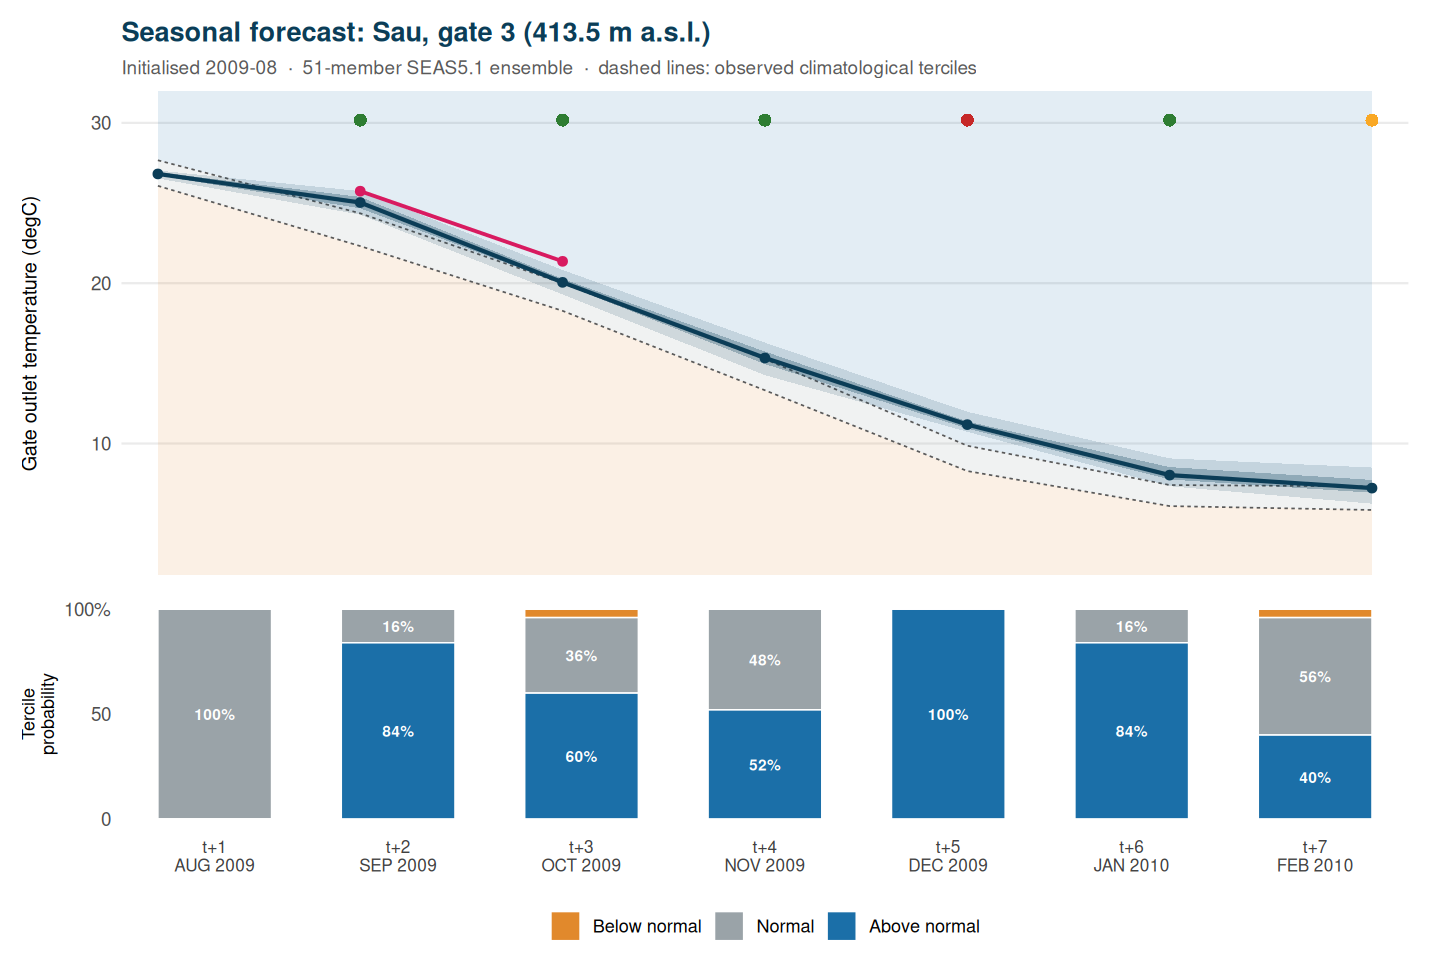 Seasonal forecast: Sau, gate 3 (413.5 m a.s.l.)
Initialised 2009-08 · 51-member SEAS5.1 ensemble · dashed lines: observed climatological terciles
Gate outlet temperature (degC)
30
20
10
Tercile
probability
100%
50
0
100%
16%
84%
36%
60%
48%
52%
100%
16%
84%
56%
40%
t+1
AUG 2009
t+2
SEP 2009
t+3
OCT 2009
t+4
NOV 2009
t+5
DEC 2009
t+6
JAN 2010
t+7
FEB 2010
Below normal
Normal
Above normal